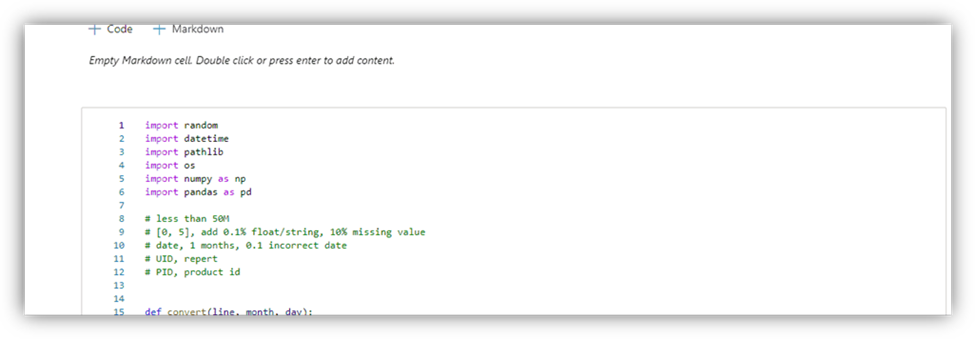 + Code + Markdown
Empty Markdown cell. Double click or press enter to add content.
1 import random
2 import datetime
3 import pathlib
4 import os
5 import numpy as np
6 import pandas as pd
7
8 # less than 50M
9 # [0, 5], add 0.1% float/string, 10% missing value
10 # date, 1 months, 0.1 incorrect date
11 # UID, repert
12 # PID, product id
13
14
15 def convert(line, month, day):